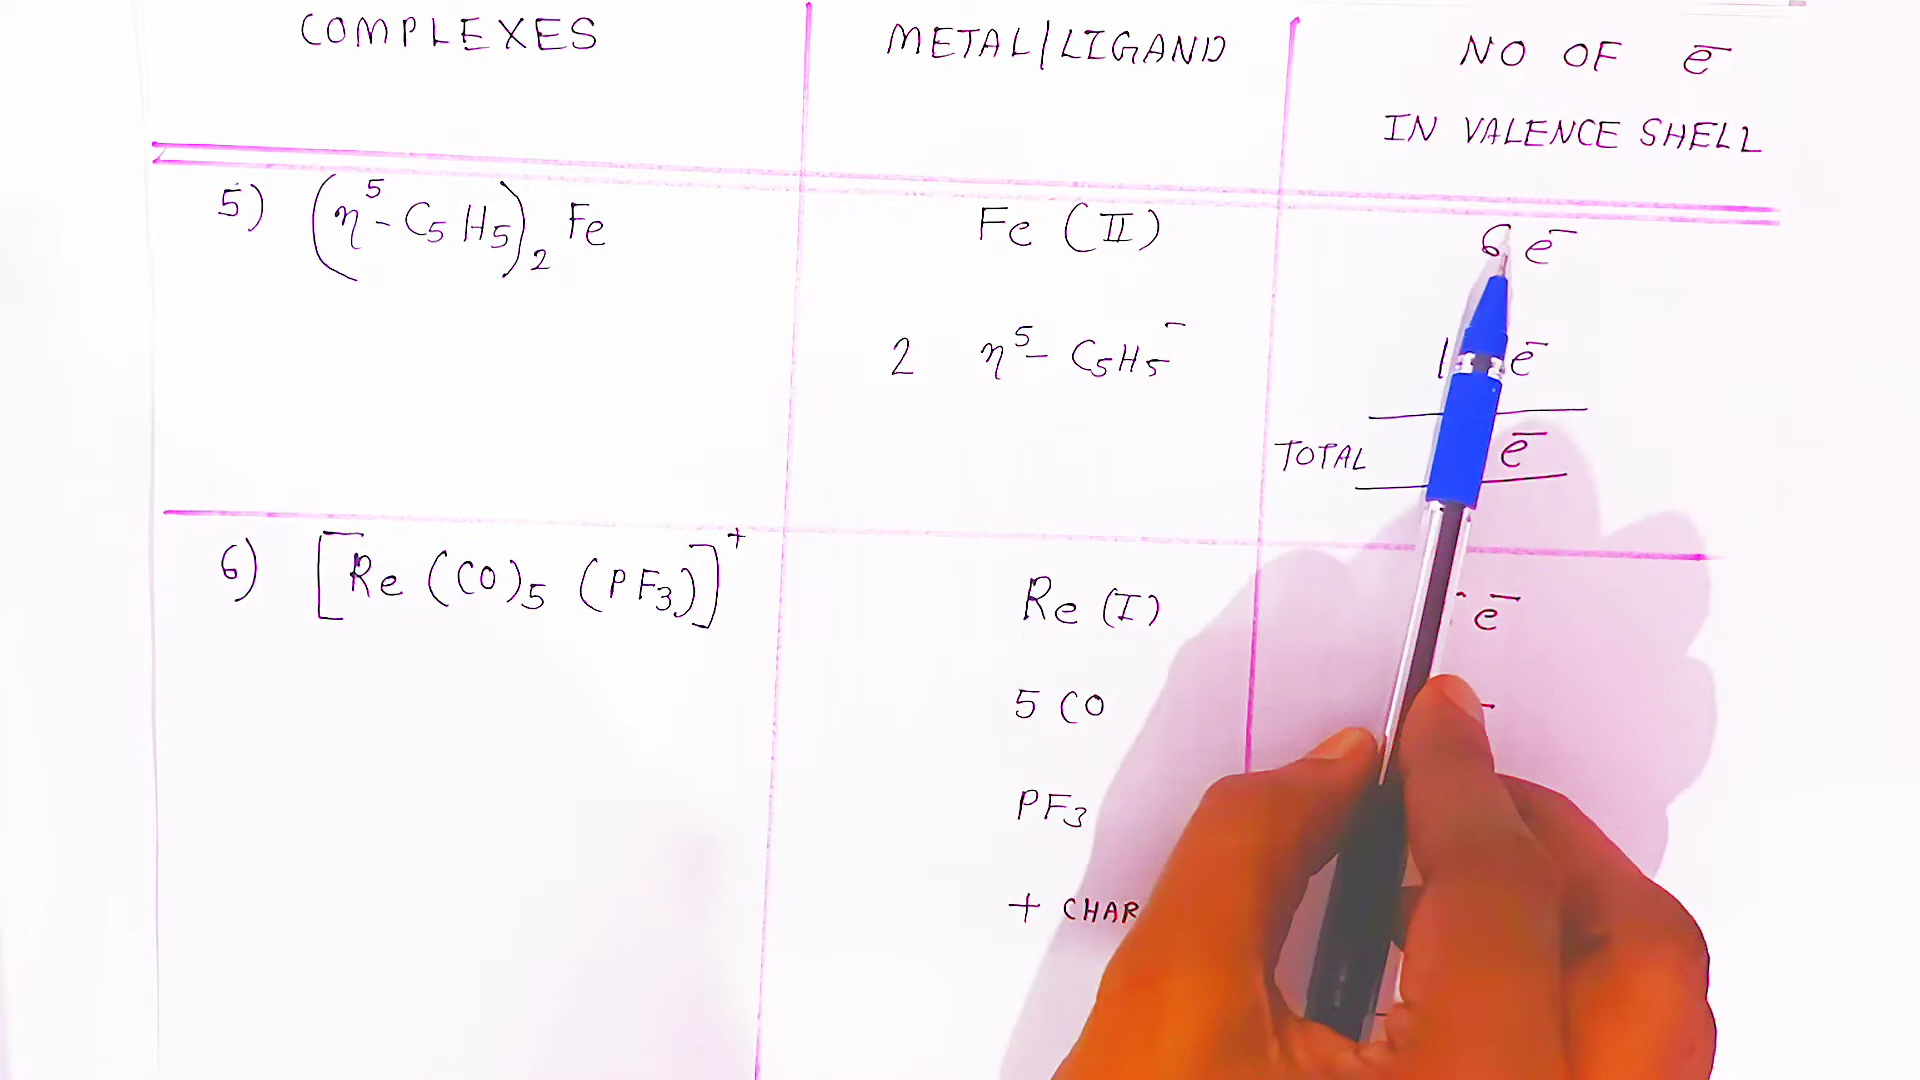 COMPLEXES METAL/LIGAND NO OF e⁻
IN VALENCE SHELL
5) (η⁵-C₅H₅)₂ Fe Fe (II) 6 e⁻
2 η⁵-C₅H₅⁻ 1 e⁻
TOTAL e⁻
6) [Re (CO)₅ (PF₃)]⁺ Re (I) e⁻
5 CO
PF₃
+